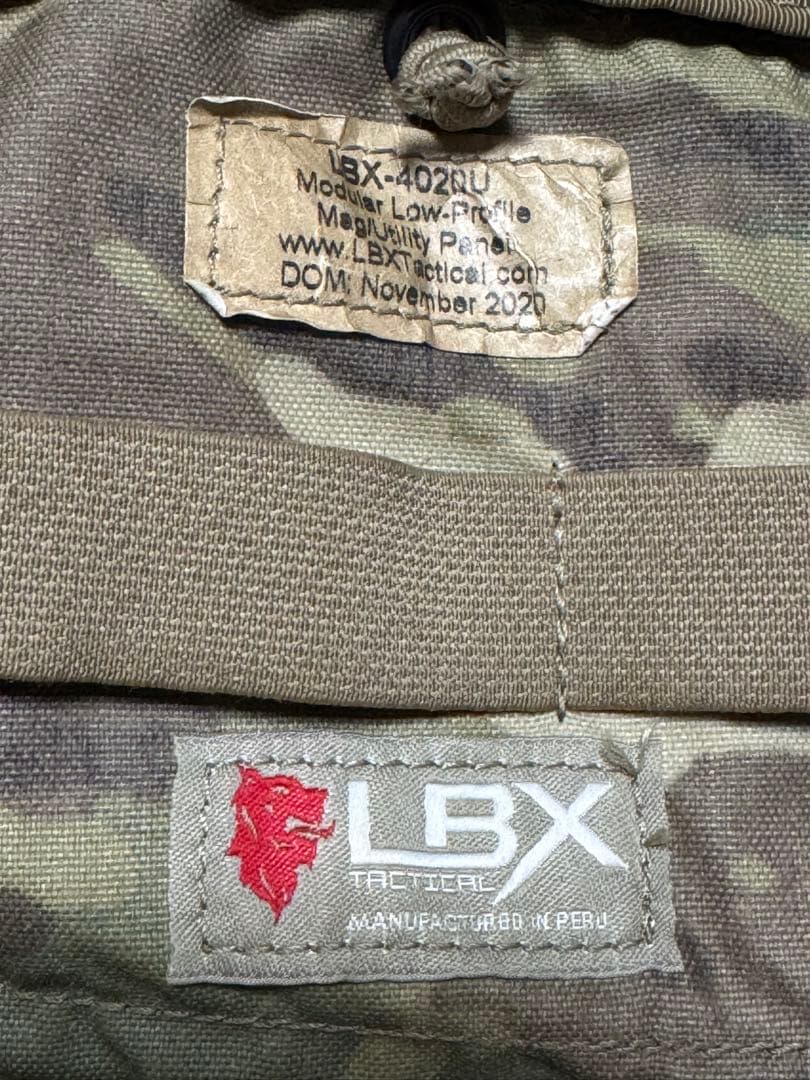 LBX-4020U
Modular Low-Profile
Mag/Utility Panel
www.LBXTactical.com
DOM: November 2020
LBX
TACTICAL
MANUFACTURED IN PERU